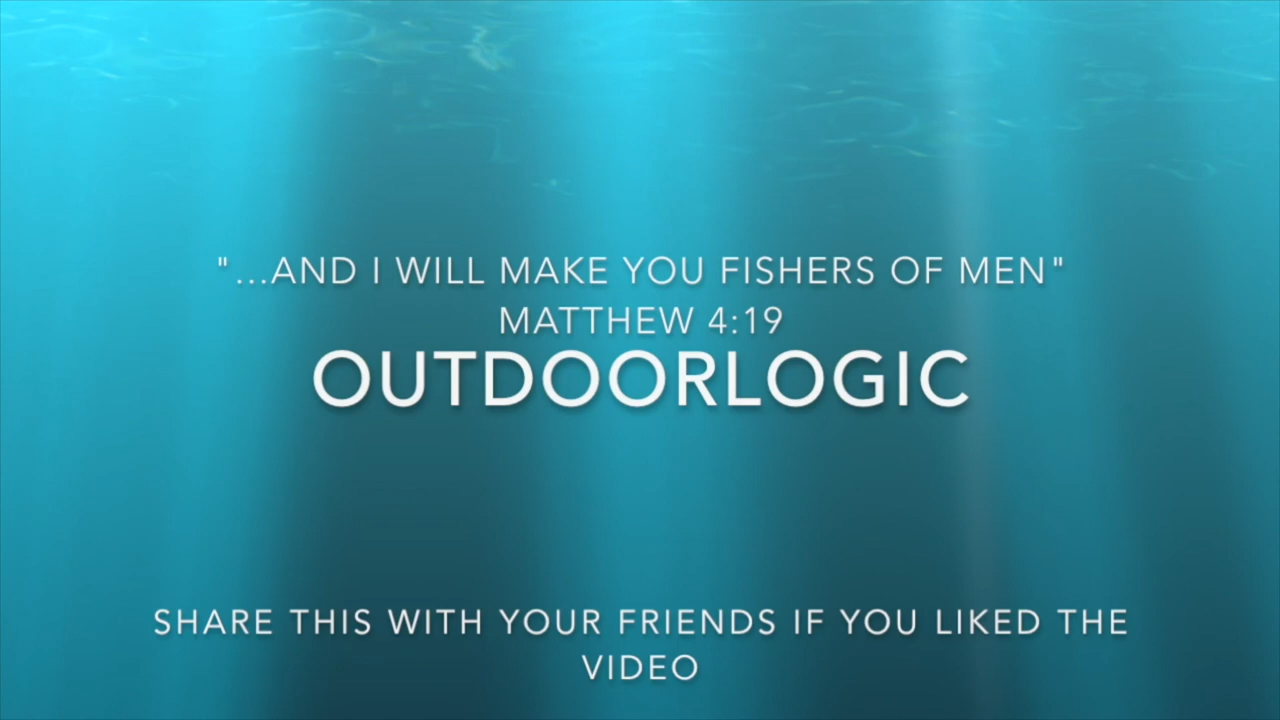 "...AND I WILL MAKE YOU FISHERS OF MEN"
MATTHEW 4:19
OUTDOORLOGIC
SHARE THIS WITH YOUR FRIENDS IF YOU LIKED THE
VIDEO